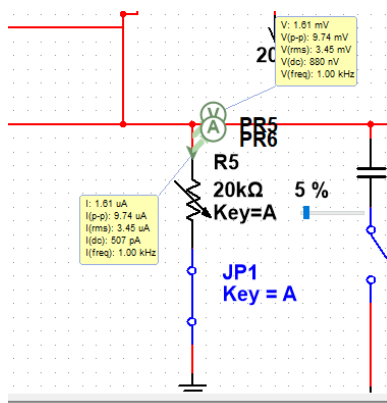 V: 1.61 mV
V(p-p): 9.74 mV
V(rms): 3.45 mV
V(dc): 880 nV
V(freq): 1.00 kHz
20
V
A
PR5
PR6
R5
20kΩ
Key=A
5 %
I: 1.61 uA
I(p-p): 9.74 uA
I(rms): 3.45 uA
I(dc): 507 pA
I(freq): 1.00 kHz
JP1
Key = A